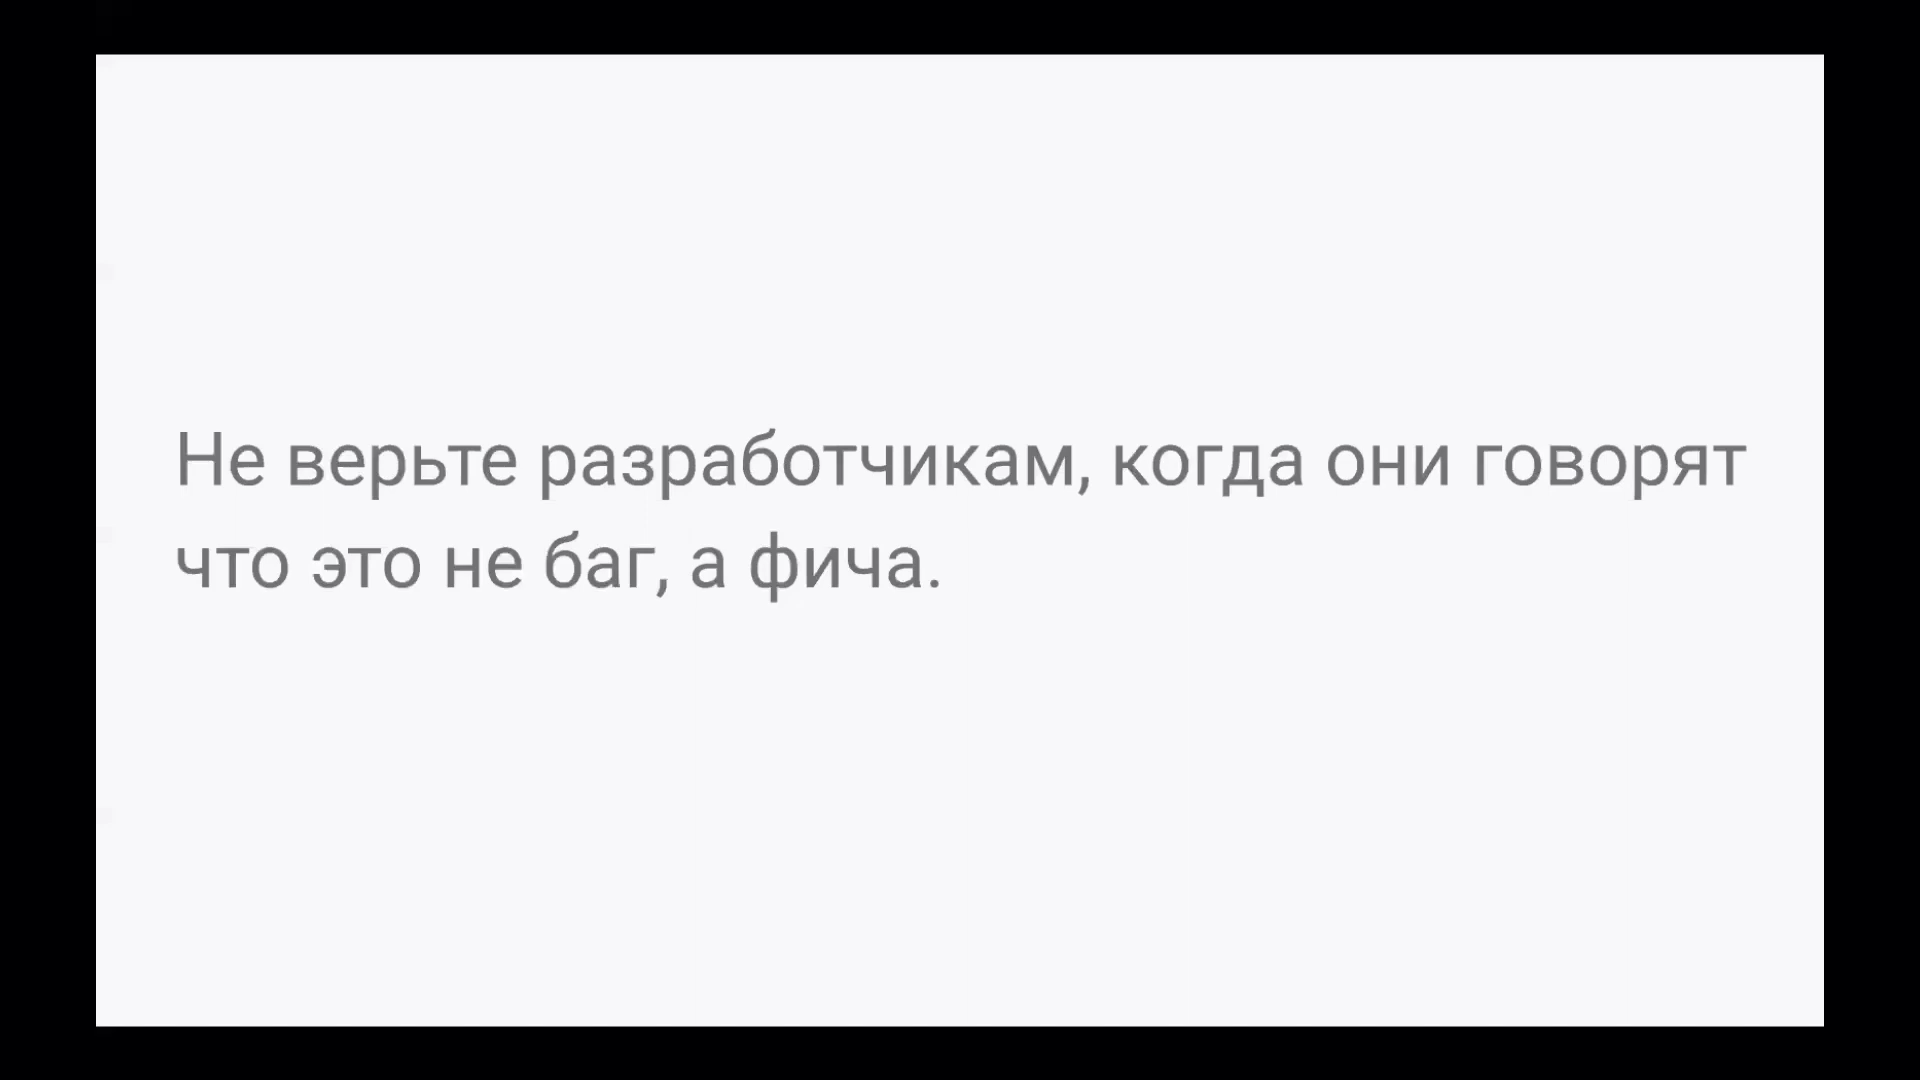 Не верьте разработчикам, когда они говорят
что это не баг, а фича.